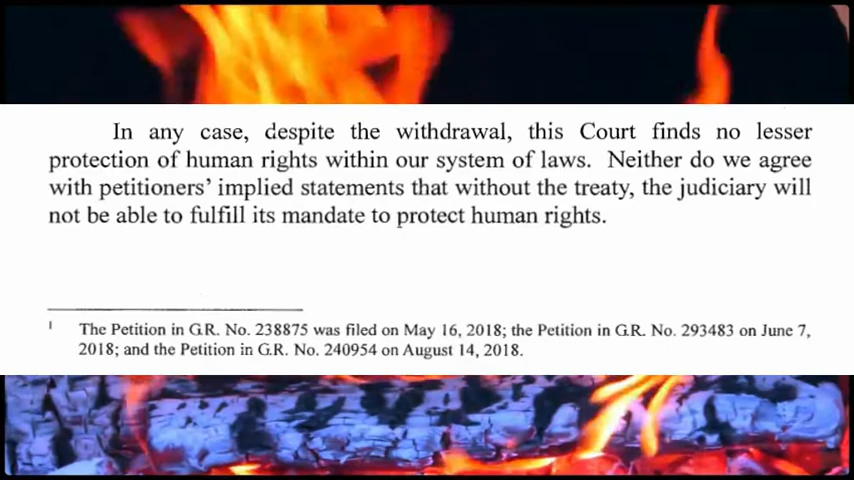 In any case, despite the withdrawal, this Court finds no lesser
protection of human rights within our system of laws. Neither do we agree
with petitioners' implied statements that without the treaty, the judiciary will
not be able to fulfill its mandate to protect human rights.
1 The Petition in G.R. No. 238875 was filed on May 16, 2018; the Petition in G.R. No. 293483 on June 7,
2018; and the Petition in G.R. No. 240954 on August 14, 2018.